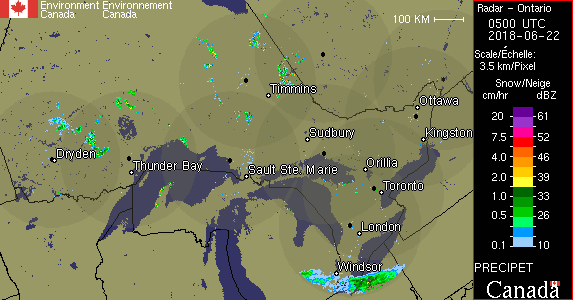 Environment Environnement
Canada Canada
Radar - Ontario
0500 UTC
2018-06-22
100 KM
Scale/Échelle:
3.5 km/Pixel
Snow/Neige
cm/hr dBZ
20 61
7.5 52
4.0 46
2.0 39
1.0 33
0.5 26
0.1 10
Timmins
Ottawa
Sudbury
Kingston
Dryden
Thunder Bay
Sault Ste. Marie
Orillia
Toronto
London
Windsor
PRECIPET
Canada